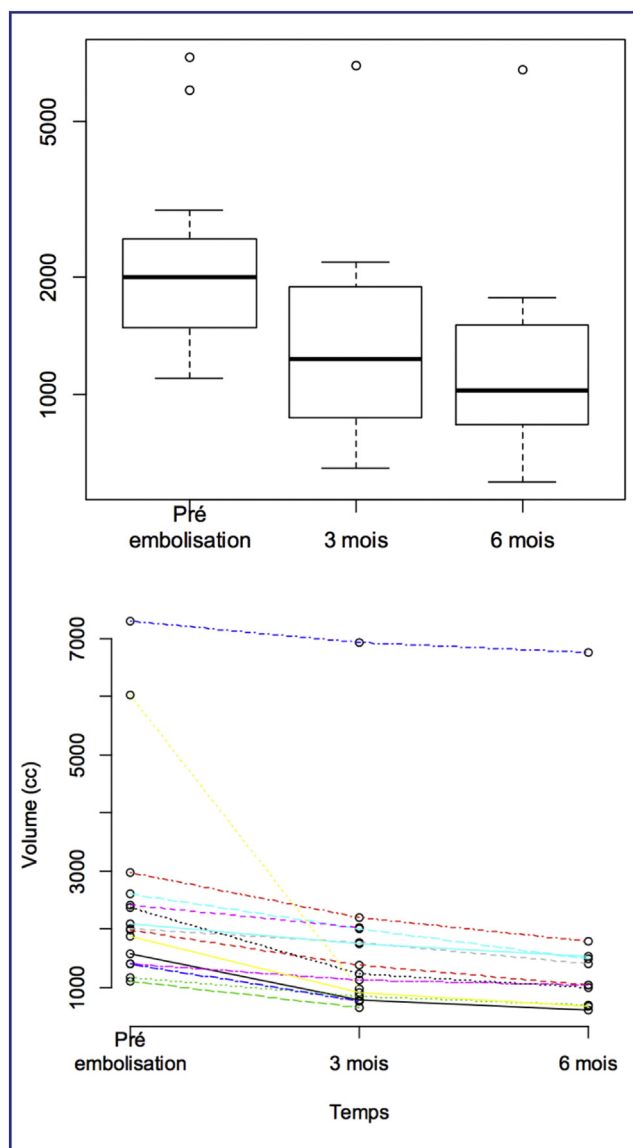 5000
2000
1000
Pré
embolisation
3 mois
6 mois
7000
5000
3000
1000
Volume (cc)
Pré
embolisation
3 mois
6 mois
Temps